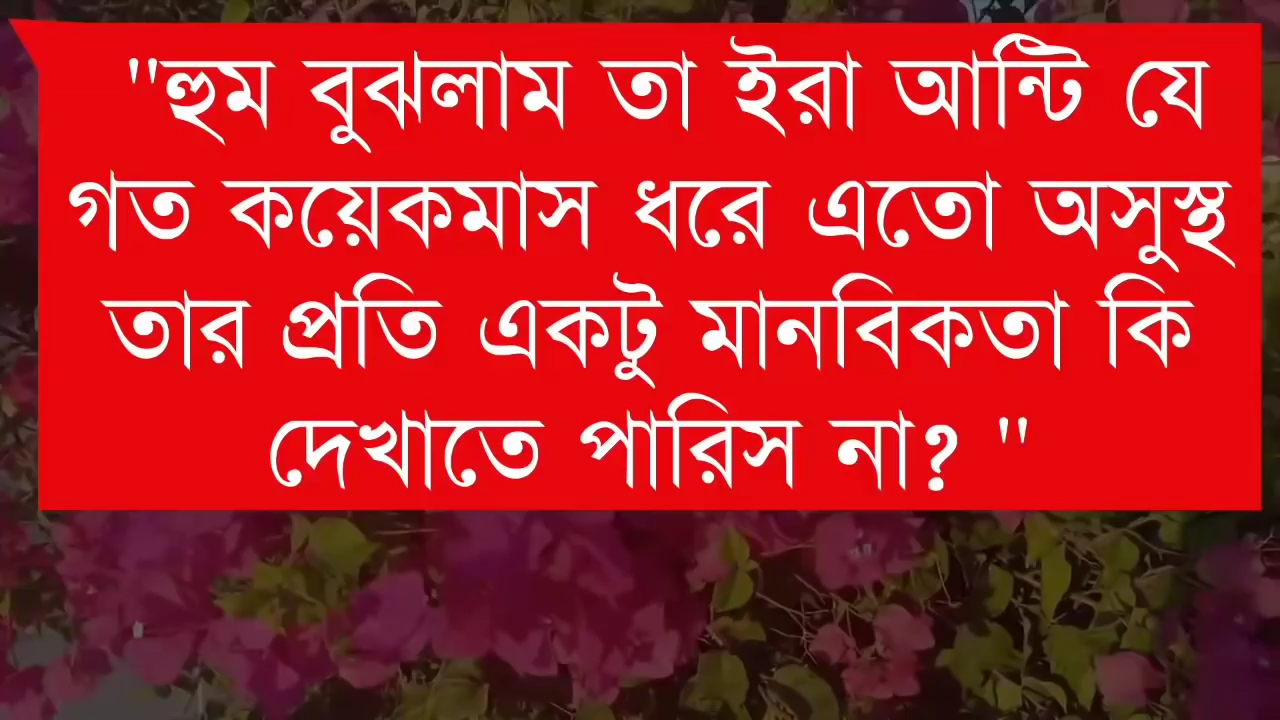 "হুম বুঝলাম তা ইরা আন্টি যে
গত কয়েকমাস ধরে এতো অসুস্থ
তার প্রতি একটু মানবিকতা কি
দেখাতে পারিস না? "